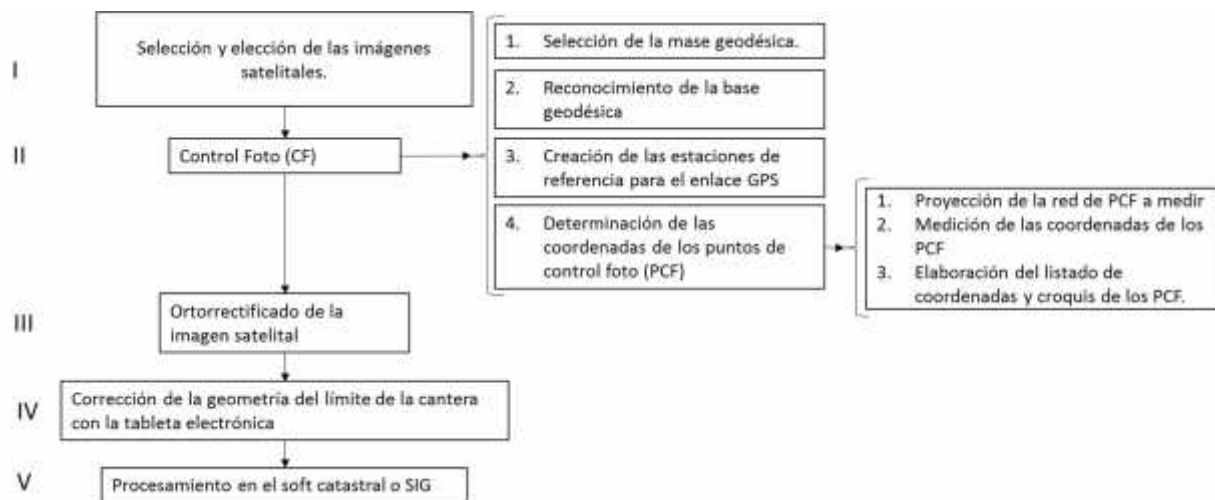 I
Selección y elección de las imágenes
satelitales.
II
Control Foto (CF)
1. Selección de la mase geodésica.
2. Reconocimiento de la base
geodésica
3. Creación de las estaciones de
referencia para el enlace GPS
4. Determinación de las
coordenadas de los puntos de
control foto (PCF)
1. Proyección de la red de PCF a medir
2. Medición de las coordenadas de los
PCF
3. Elaboración del listado de
coordenadas y croquis de los PCF.
III
Ortorrectificado de la
imagen satelital
IV
Corrección de la geometría del límite de la cantera
con la tableta electrónica
V
Procesamiento en el soft catastral o SIG